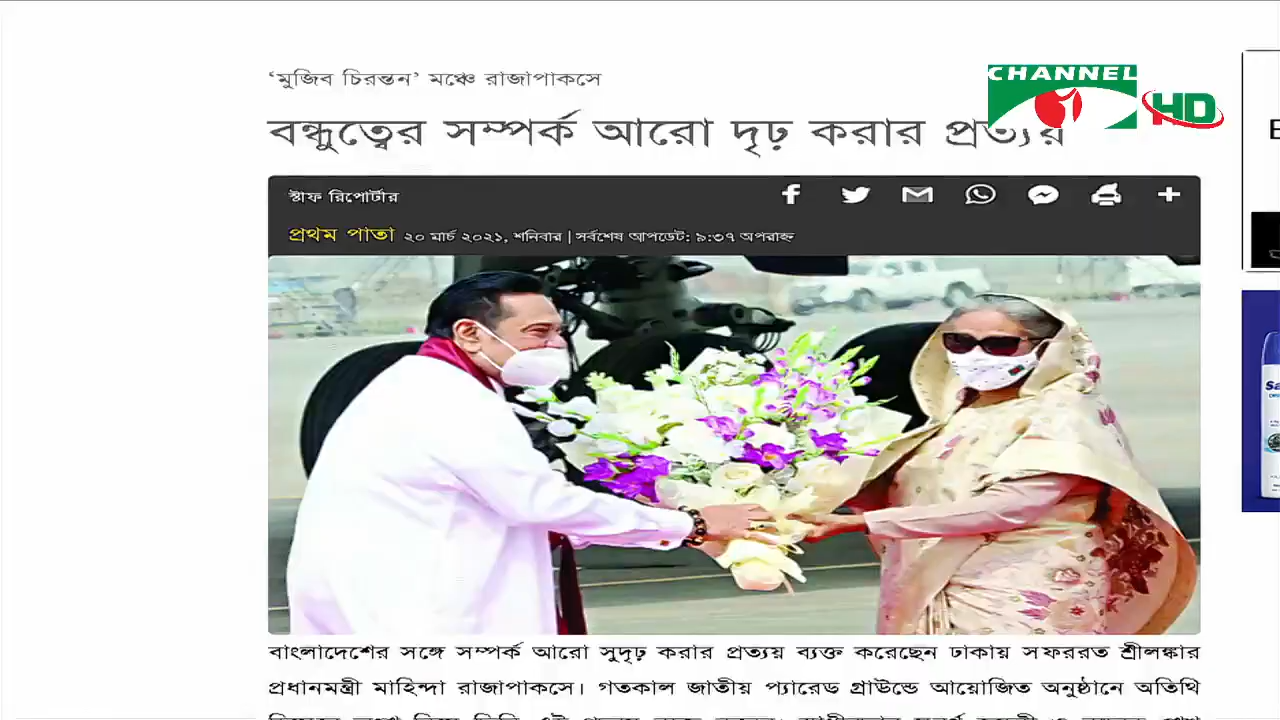 ‘মুজিব চিরন্তন’ মঞ্চে রাজাপাকসে
CHANNEL
HD
বন্ধুত্বের সম্পর্ক আরো দৃঢ় করার প্রত্যয়
স্টাফ রিপোর্টার
প্রথম পাতা ২০ মার্চ ২০২১, শনিবার | সর্বশেষ আপডেট: ৯:৩৭ অপরাহ্ন
বাংলাদেশের সঙ্গে সম্পর্ক আরো সুদৃঢ় করার প্রত্যয় ব্যক্ত করেছেন ঢাকায় সফররত শ্রীলঙ্কার
প্রধানমন্ত্রী মাহিন্দা রাজাপাকসে। গতকাল জাতীয় প্যারেড গ্রাউন্ডে আয়োজিত অনুষ্ঠানে অতিথি